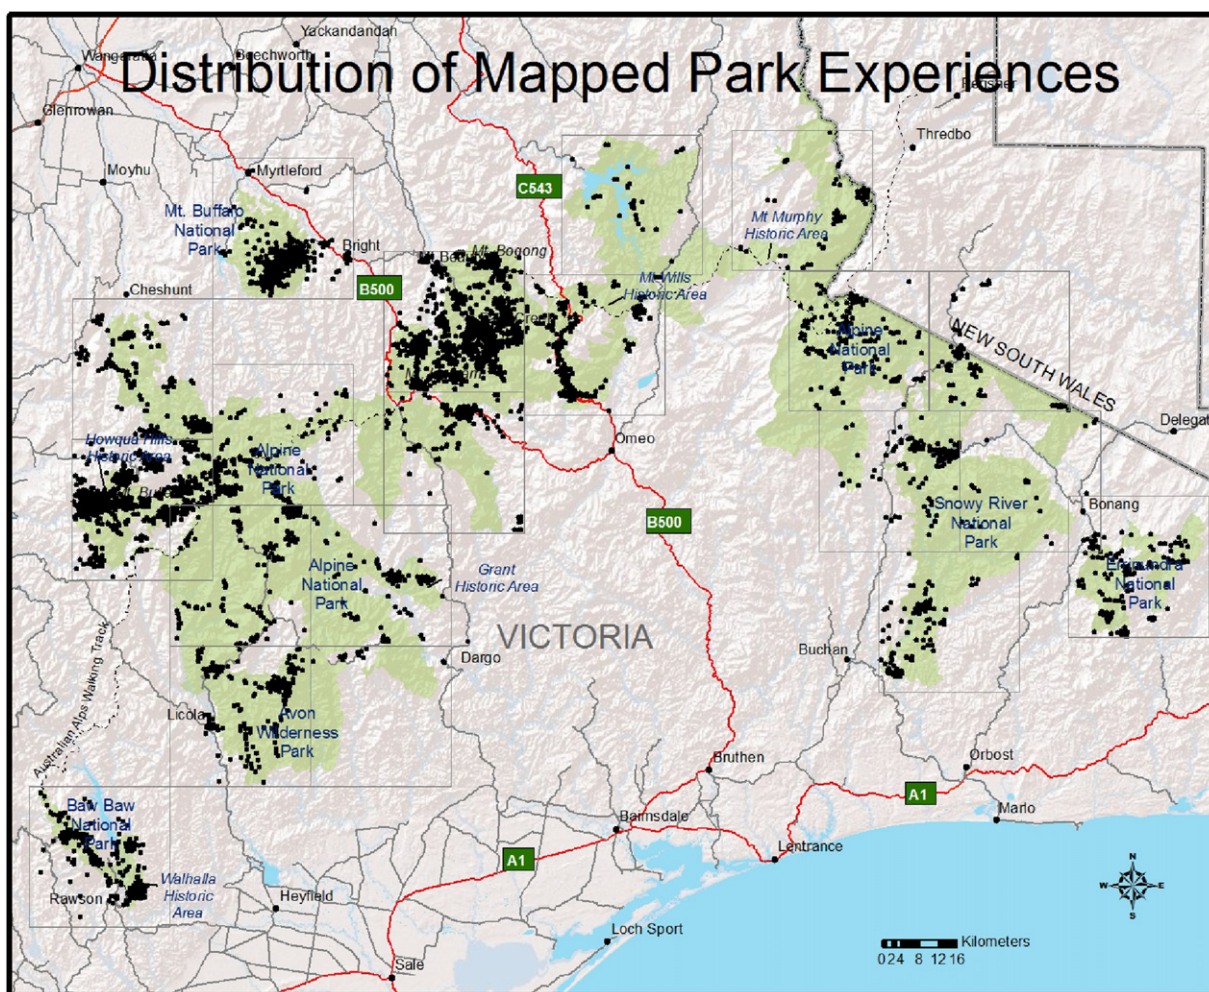 Distribution of Mapped Park Experiences
Yackandandah
Wangaratta
Beechworth
Glenrowan
Thredbo
Moyhu
Myrtleford
C543
Mt. Buffalo
National
Park
Bright
Mt. Bogong
Mt Murphy
Historic Area
Cheshunt
B500
Mt. Wills
Historic Area
NEW SOUTH WALES
Alpine
National
Park
Delegat
Howqua Hills
Historic Area
Alpine
National
Park
Omeo
B500
Snowy River
National
Park
Bonang
Alpine
National
Park
Grant
Historic Area
Errinundra
National
Park
VICTORIA
Buchan
Dargo
Australian Alps Walking Track
Licola
Avon
Wilderness
Park
Bruthen
Orbost
A1
Marlo
Baw Baw
National
Park
Bairnsdale
L entrance
A1
Walhalla
Historic
Area
Rawson
Heyfield
N
W E
S
Loch Sport
Kilometers
0 2 4 8 12 16
Sale